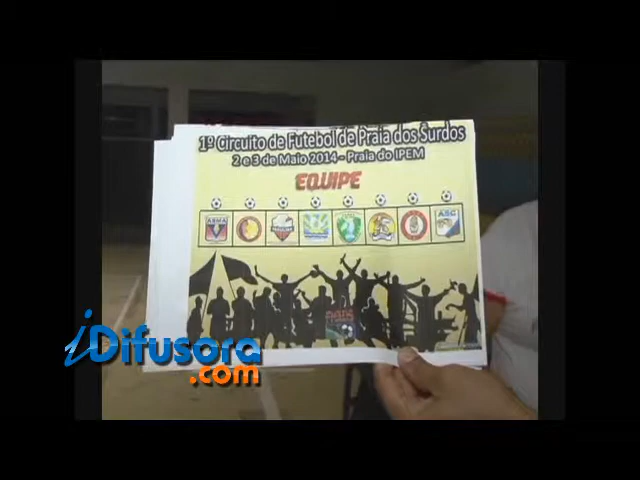 1º Circuito de Futebol de Praia dos Surdos
2 e 3 de Maio 2014 - Praia do IPEM
EQUIPE
ASG
iDifusora
.com